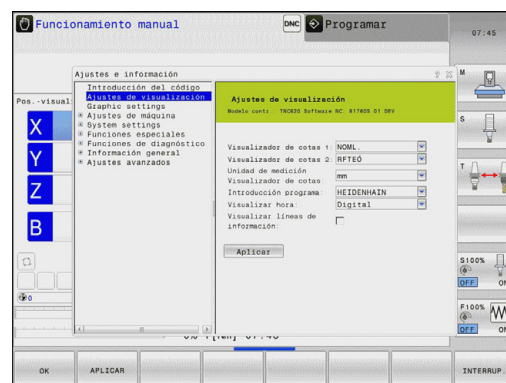 Funcionamiento manual
DNC
Programar
07:45
Ajustes e información
Introducción del código
Ajustes de visualización
Graphic settings
Ajustes de máquina
System settings
Funciones especiales
Funciones de diagnóstico
Información general
Ajustes avanzados
Pos.-visual
X
Y
Z
B
0
Ajustes de visualización
Modelo contr. TNC620 Software NC: 817605 01 DEV
Visualizador de cotas 1: NOML.
Visualizador de cotas 2: RFTEÓ
Unidad de medición
Visualizador de cotas: mm
Introducción programa: HEIDENHAIN
Visualizar hora: Digital
Visualizar líneas de
información:
Aplicar
M
S
T
S100%
OFF ON
F100%
OFF ON
OK
APLICAR
INTERRUP.